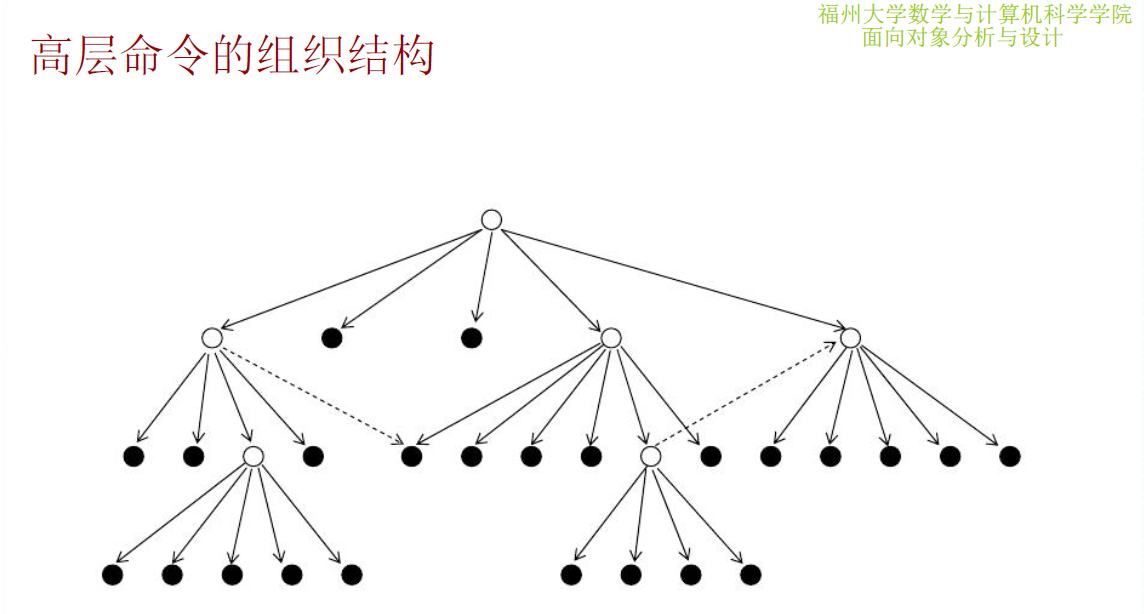 福州大学数学与计算机科学学院
面向对象分析与设计
高层命令的组织结构